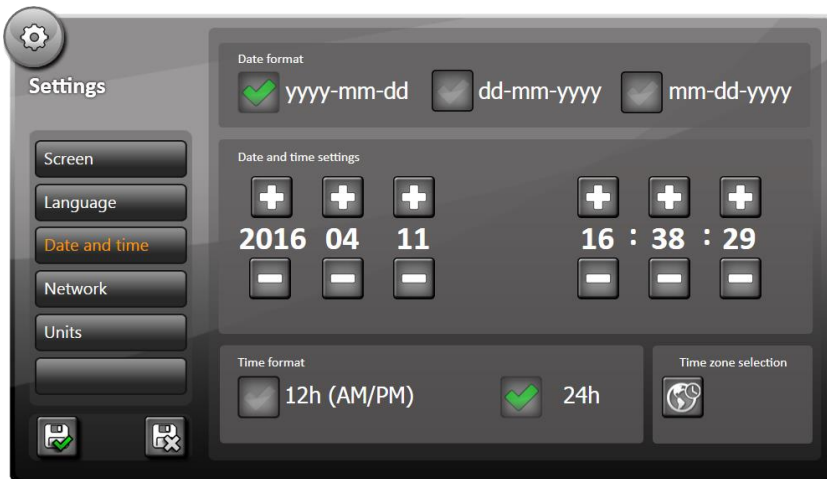 Settings
Screen
Language
Date and time
Network
Units
Date format
yyyy-mm-dd dd-mm-yyyy mm-dd-yyyy
Date and time settings
2016 04 11 16 : 38 : 29
Time format
12h (AM/PM) 24h
Time zone selection